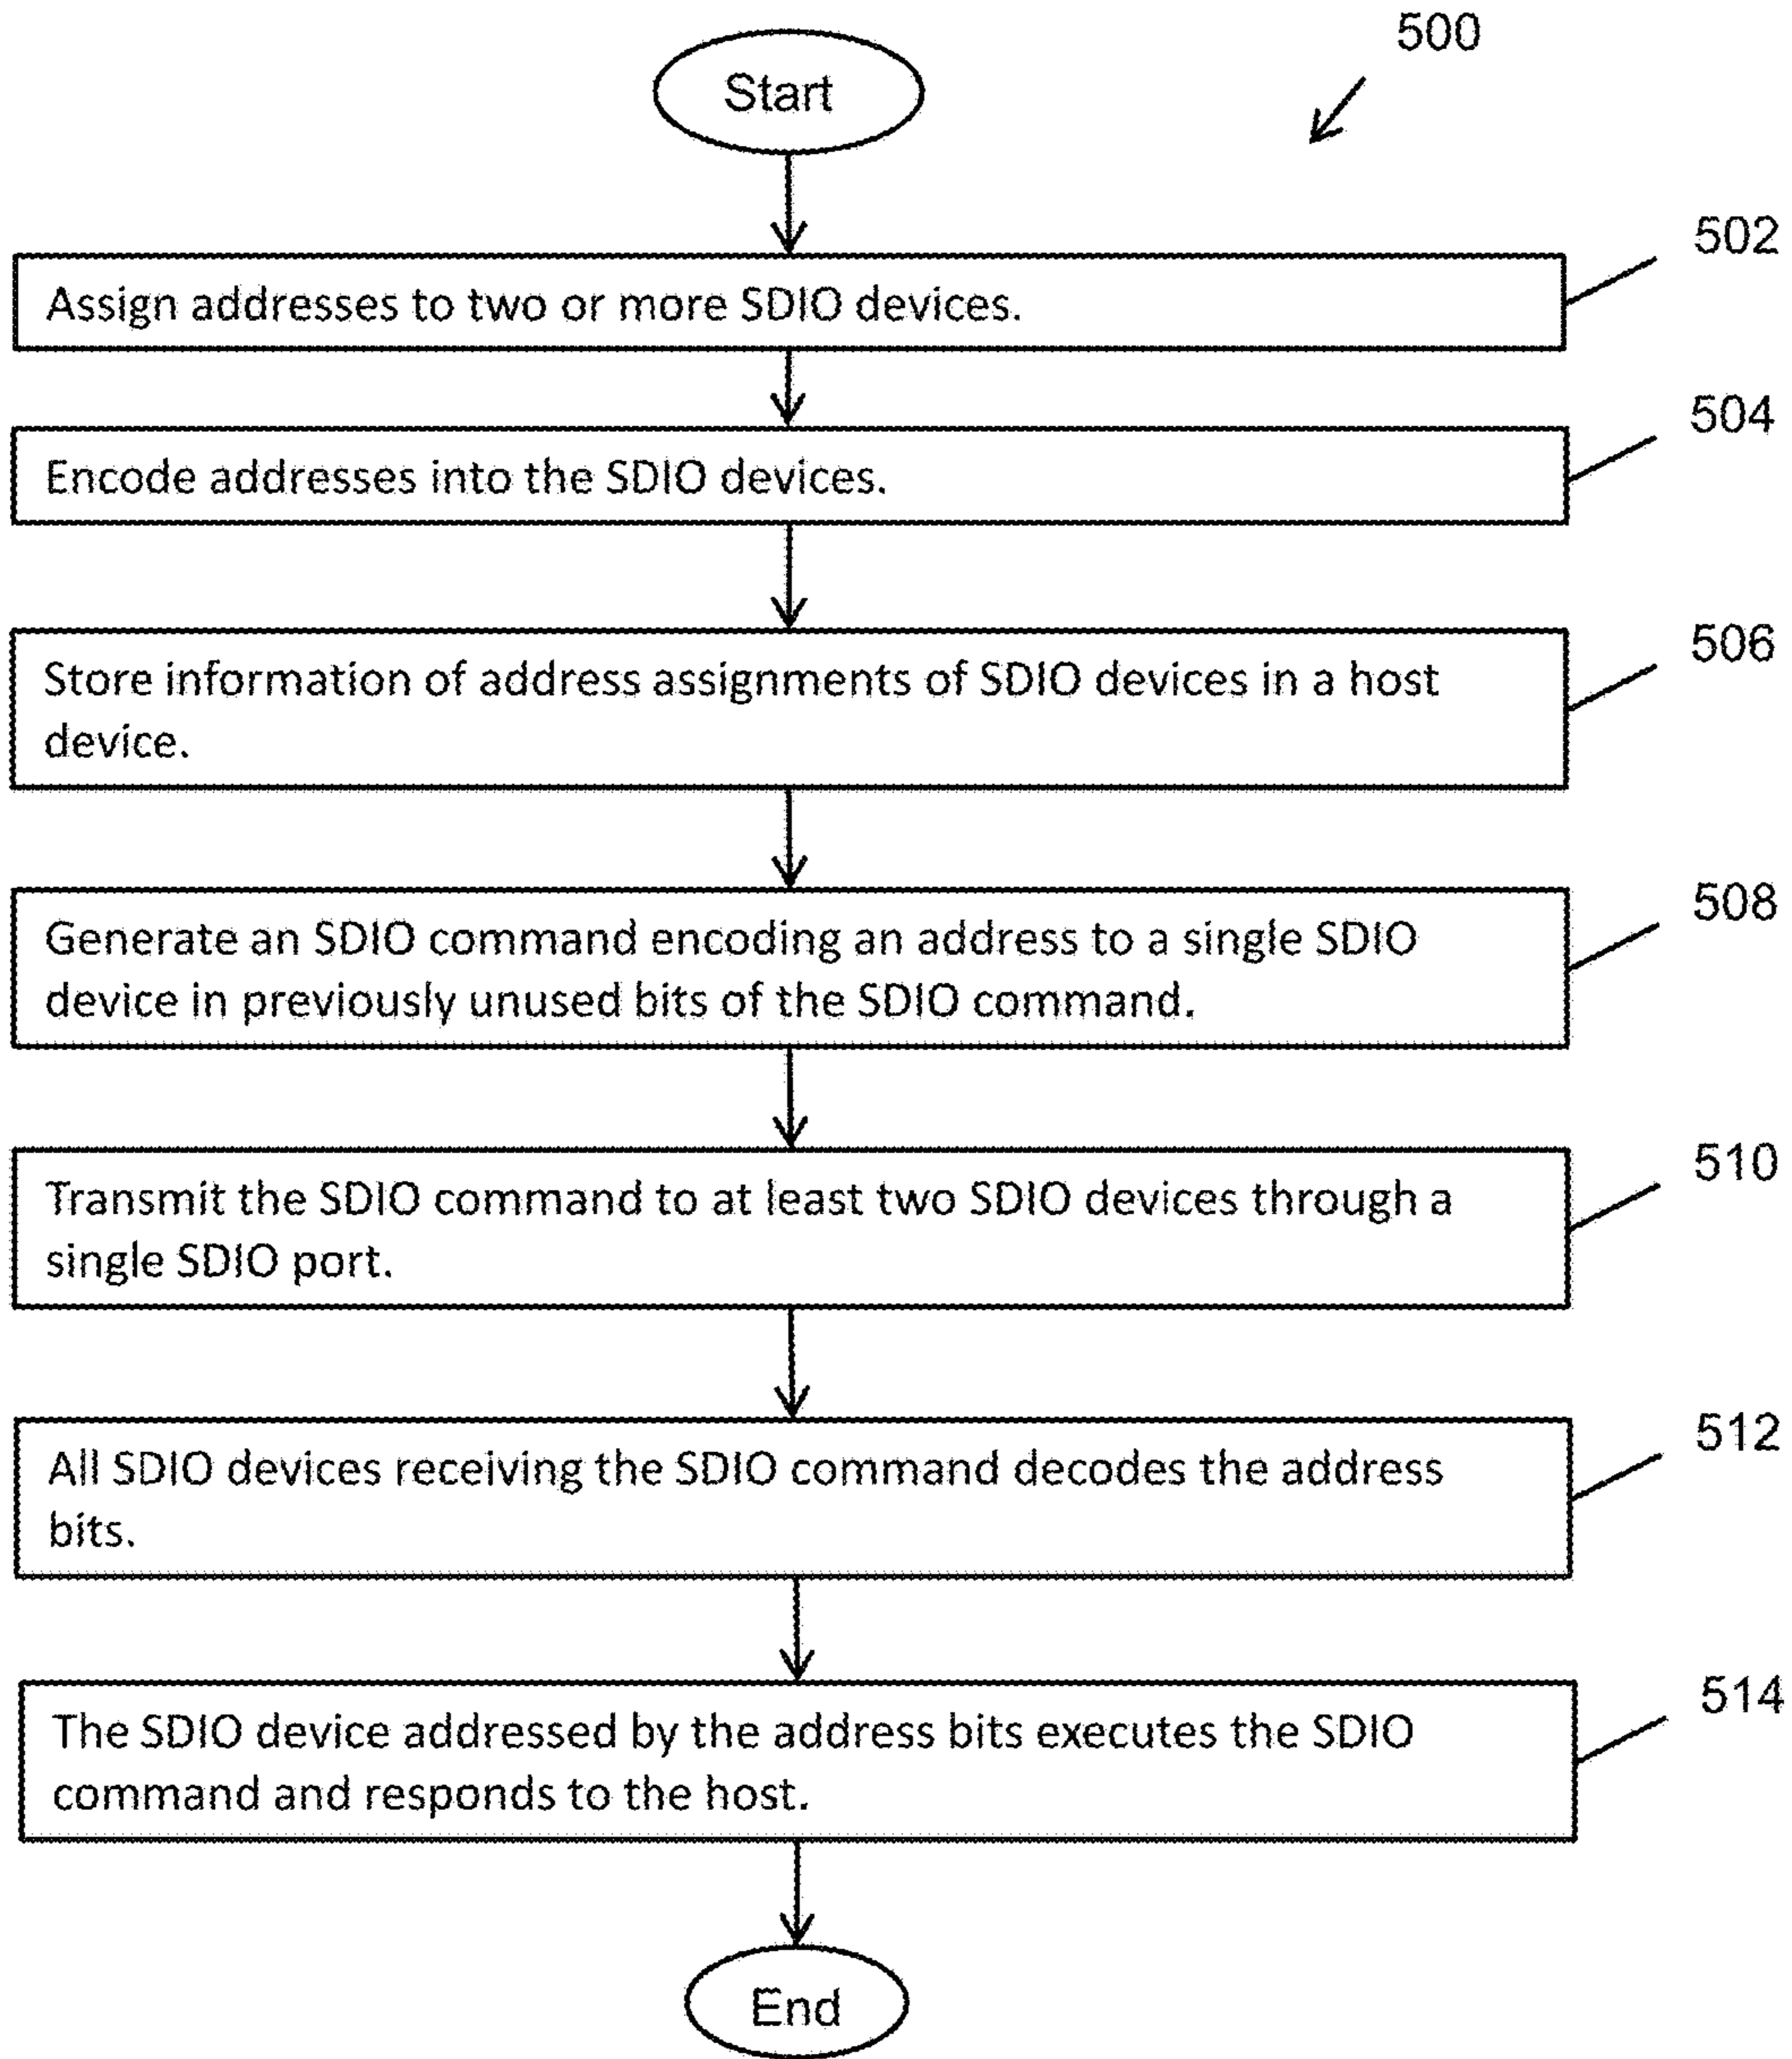 500
Start
502
Assign addresses to two or more SDIO devices.
504
Encode addresses into the SDIO devices.
506
Store information of address assignments of SDIO devices in a host
device.
508
Generate an SDIO command encoding an address to a single SDIO
device in previously unused bits of the SDIO command.
510
Transmit the SDIO command to at least two SDIO devices through a
single SDIO port.
512
All SDIO devices receiving the SDIO command decodes the address
bits.
514
The SDIO device addressed by the address bits executes the SDIO
command and responds to the host.
End